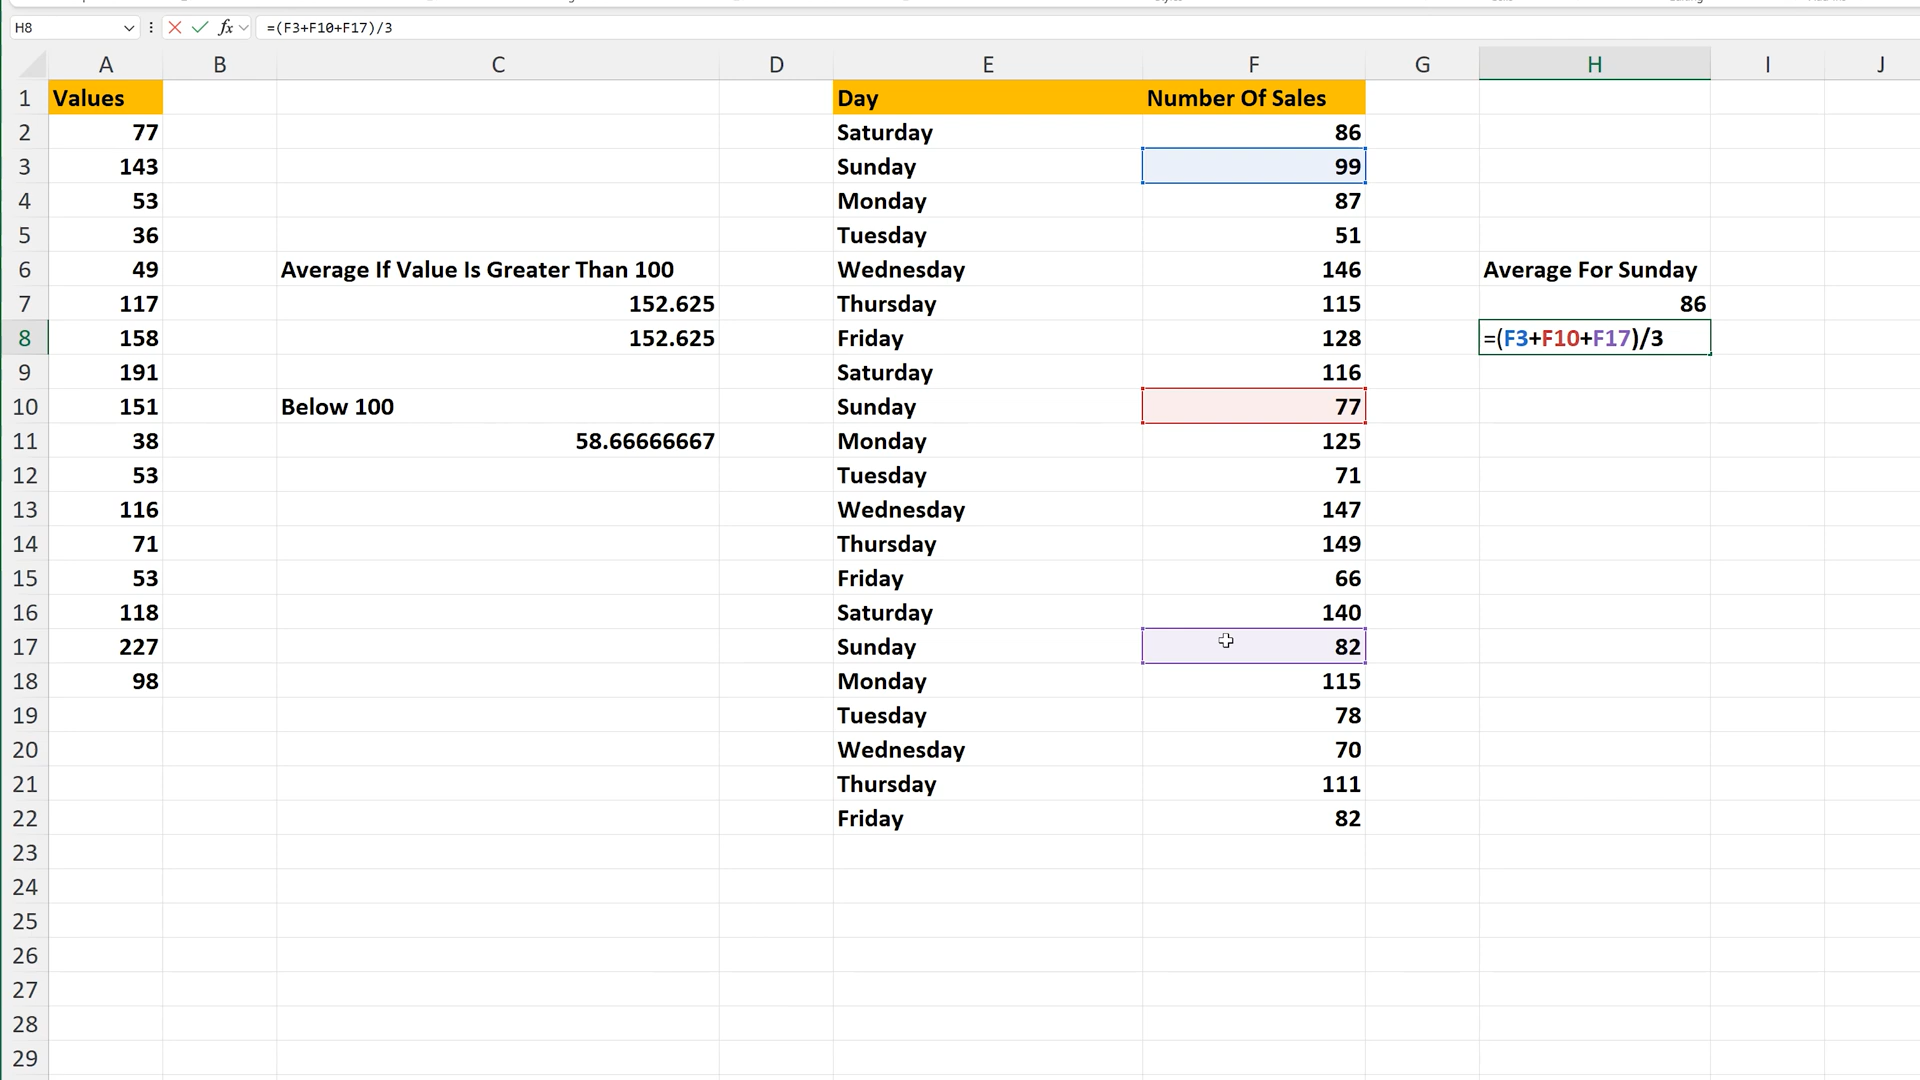 H8 fx =(F3+F10+F17)/3
A B C D E F G H I J
1 Values Day Number Of Sales
2 77 Saturday 86
3 143 Sunday 99
4 53 Monday 87
5 36 Tuesday 51
6 49 Average If Value Is Greater Than 100 Wednesday 146 Average For Sunday
7 117 152.625 Thursday 115 86
8 158 152.625 Friday 128 =(F3+F10+F17)/3
9 191 Saturday 116
10 151 Below 100 Sunday 77
11 38 58.66666667 Monday 125
12 53 Tuesday 71
13 116 Wednesday 147
14 71 Thursday 149
15 53 Friday 66
16 118 Saturday 140
17 227 Sunday 82
18 98 Monday 115
19 Tuesday 78
20 Wednesday 70
21 Thursday 111
22 Friday 82
23
24
25
26
27
28
29